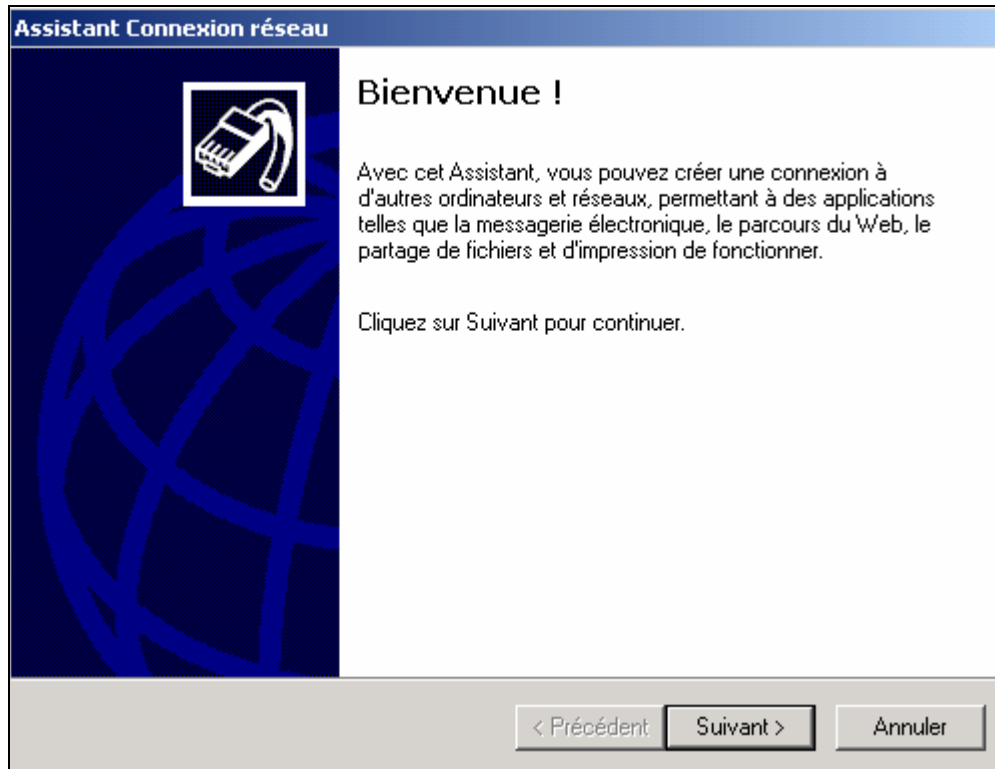 Assistant Connexion réseau
Bienvenue !
Avec cet Assistant, vous pouvez créer une connexion à
d'autres ordinateurs et réseaux, permettant à des applications
telles que la messagerie électronique, le parcours du Web, le
partage de fichiers et d'impression de fonctionner.
Cliquez sur Suivant pour continuer.
< Précédent Suivant > Annuler